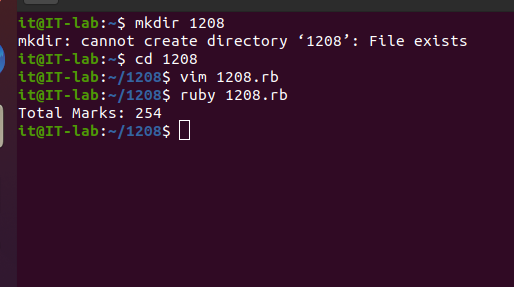 it@IT-lab:~$ mkdir 1208
mkdir: cannot create directory ‘1208’: File exists
it@IT-lab:~$ cd 1208
it@IT-lab:~/1208$ vim 1208.rb
it@IT-lab:~/1208$ ruby 1208.rb
Total Marks: 254
it@IT-lab:~/1208$